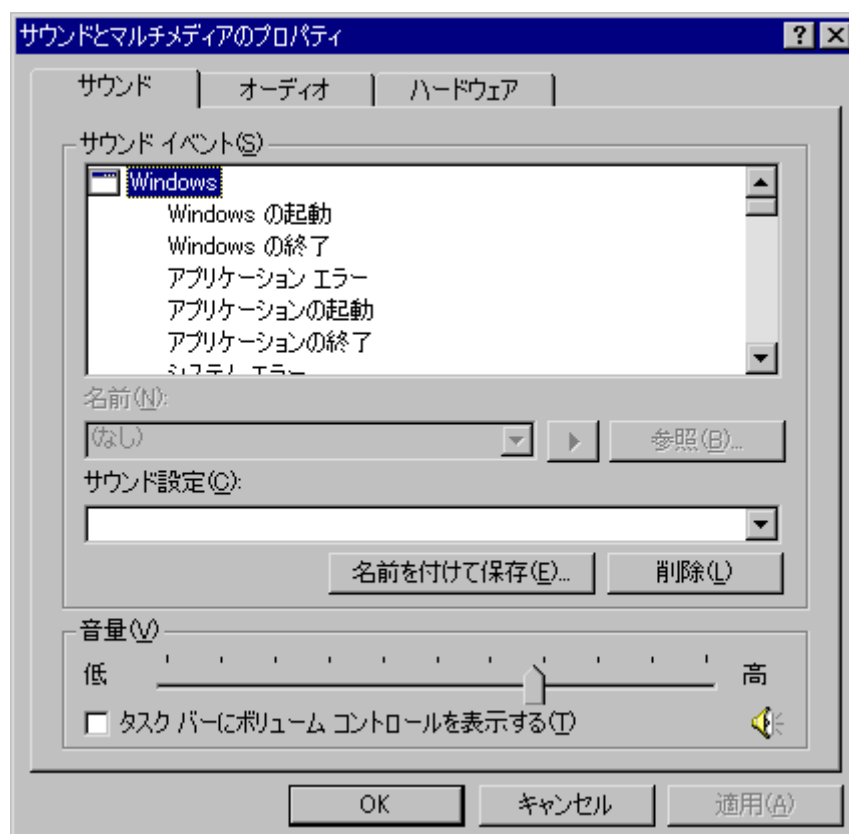 サウンドとマルチメディアのプロパティ
サウンド オーディオ ハードウェア
サウンド イベント(S)
Windows
Windows の起動
Windows の終了
アプリケーション エラー
アプリケーションの起動
アプリケーションの終了
システム エラー
名前(N):
(なし) 参照(B)...
サウンド設定(C):
名前を付けて保存(E)... 削除(L)
音量(V)
低 高
タスク バーにボリューム コントロールを表示する(T)
OK キャンセル 適用(A)